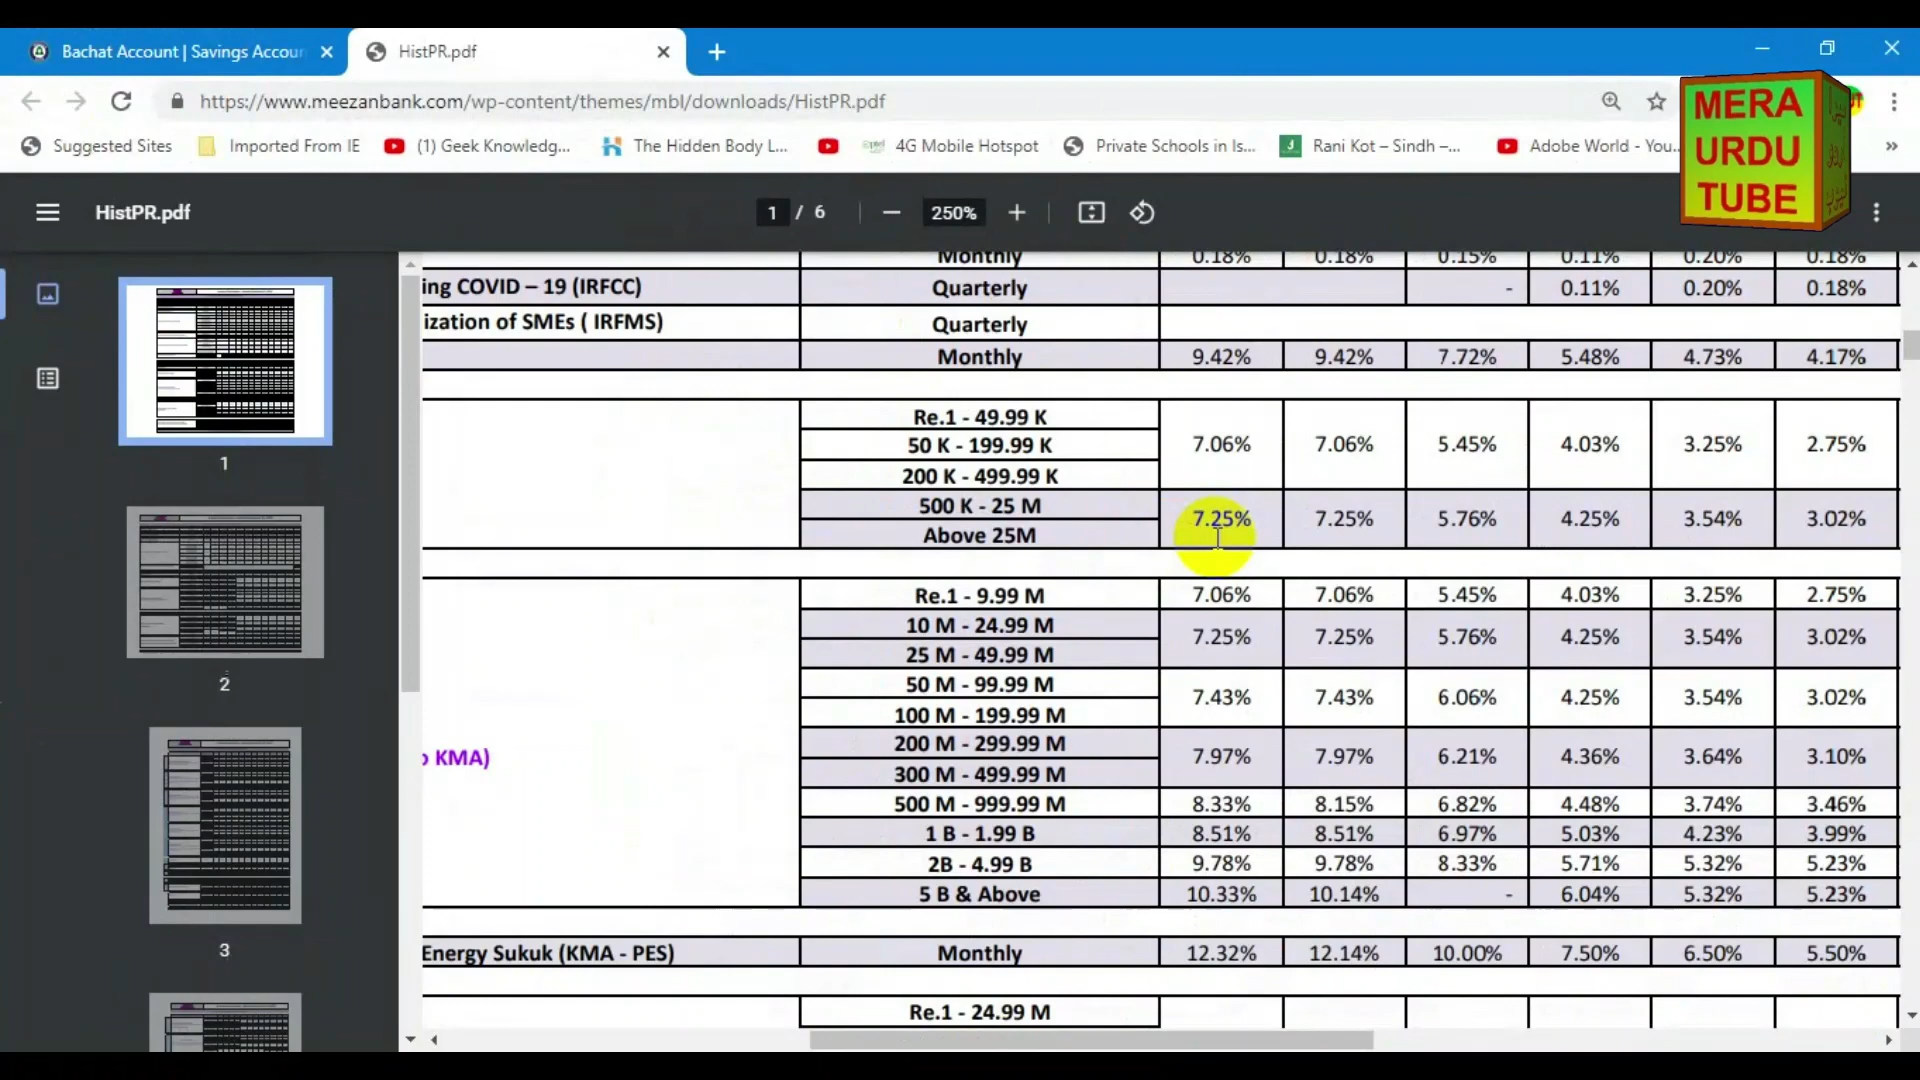 Bachat Account | Savings Accoun
HistPR.pdf
https://www.meezanbank.com/wp-content/themes/mbl/downloads/HistPR.pdf
Suggested Sites
Imported From IE
(1) Geek Knowledg...
The Hidden Body L...
4G Mobile Hotspot
Private Schools in Is...
Rani Kot – Sindh –...
Adobe World - You...
MERA
URDU
TUBE
HistPR.pdf
1 / 6
250%
1
2
3
Monthly 0.18% 0.18% 0.15% 0.11% 0.20% 0.18%
ing COVID – 19 (IRFCC) Quarterly - 0.11% 0.20% 0.18%
ization of SMEs ( IRFMS) Quarterly
Monthly 9.42% 9.42% 7.72% 5.48% 4.73% 4.17%
Re.1 - 49.99 K
50 K - 199.99 K 7.06% 7.06% 5.45% 4.03% 3.25% 2.75%
200 K - 499.99 K
500 K - 25 M
7.25% 7.25% 5.76% 4.25% 3.54% 3.02%
Above 25M
Re.1 - 9.99 M 7.06% 7.06% 5.45% 4.03% 3.25% 2.75%
10 M - 24.99 M
7.25% 7.25% 5.76% 4.25% 3.54% 3.02%
25 M - 49.99 M
50 M - 99.99 M
7.43% 7.43% 6.06% 4.25% 3.54% 3.02%
100 M - 199.99 M
200 M - 299.99 M
KMA) 7.97% 7.97% 6.21% 4.36% 3.64% 3.10%
300 M - 499.99 M
500 M - 999.99 M 8.33% 8.15% 6.82% 4.48% 3.74% 3.46%
1 B - 1.99 B 8.51% 8.51% 6.97% 5.03% 4.23% 3.99%
2B - 4.99 B 9.78% 9.78% 8.33% 5.71% 5.32% 5.23%
5 B & Above 10.33% 10.14% - 6.04% 5.32% 5.23%
Energy Sukuk (KMA - PES) Monthly 12.32% 12.14% 10.00% 7.50% 6.50% 5.50%
Re.1 - 24.99 M